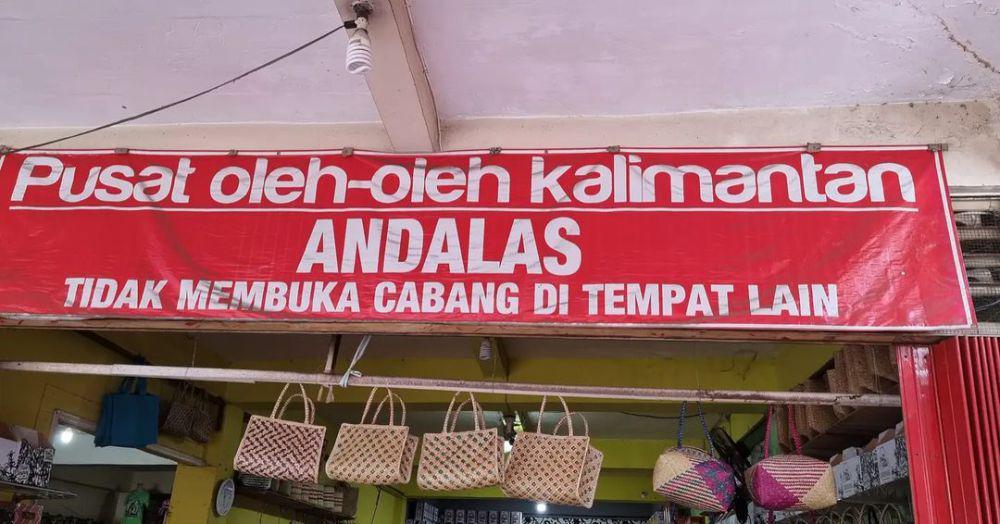 Pusat oleh-oleh kalimantan
ANDALAS
TIDAK MEMBUKA CABANG DI TEMPAT LAIN